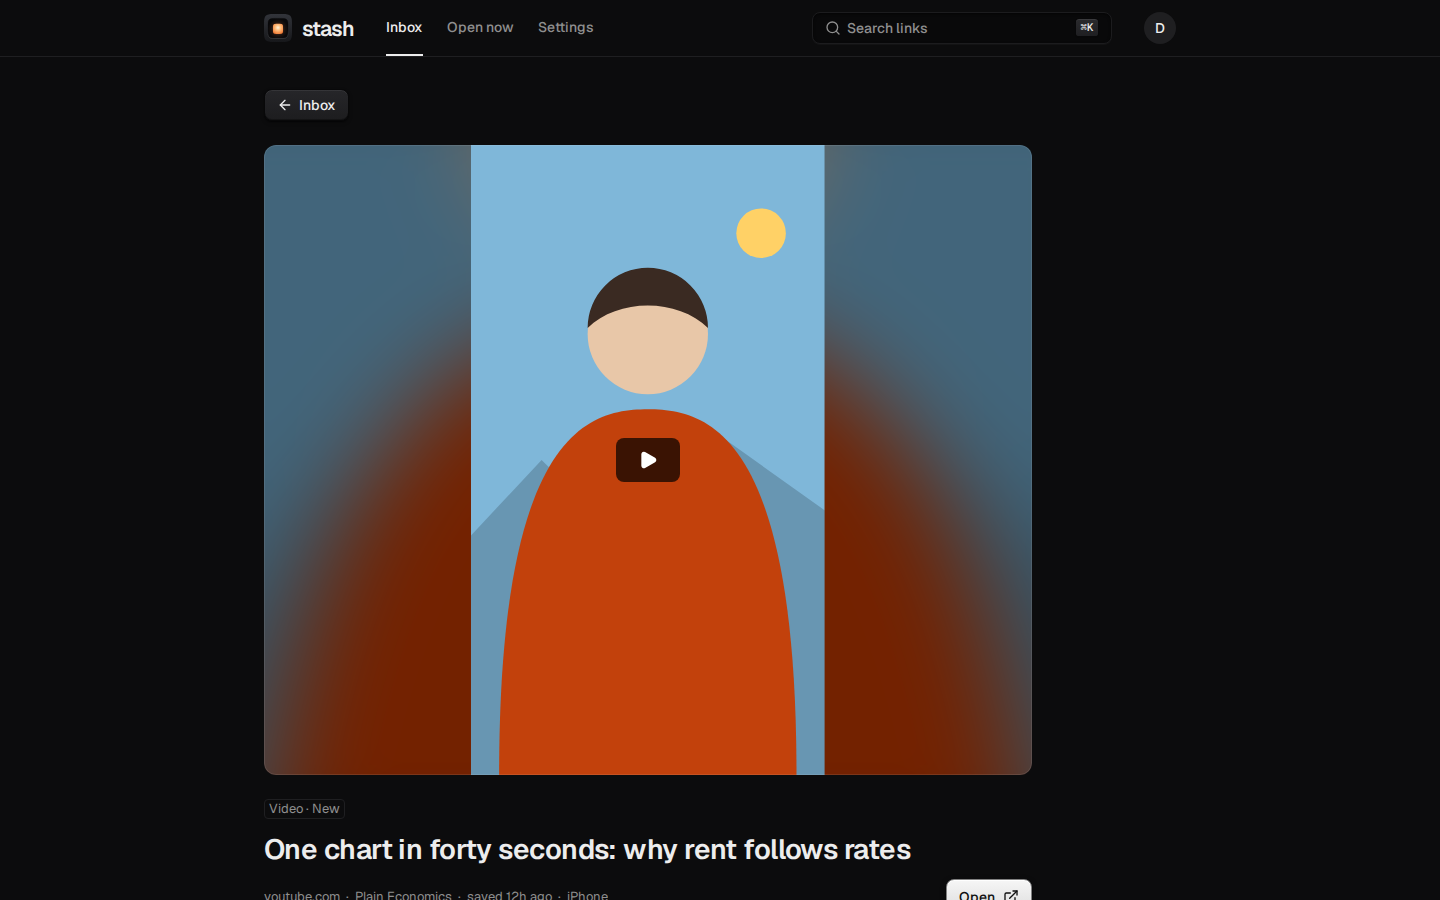 stash
Inbox
Open now
Settings
Search links
⌘K
D
Inbox
Video · New
One chart in forty seconds: why rent follows rates
youtube.com · Plain Economics · saved 12h ago · iPhone
Open